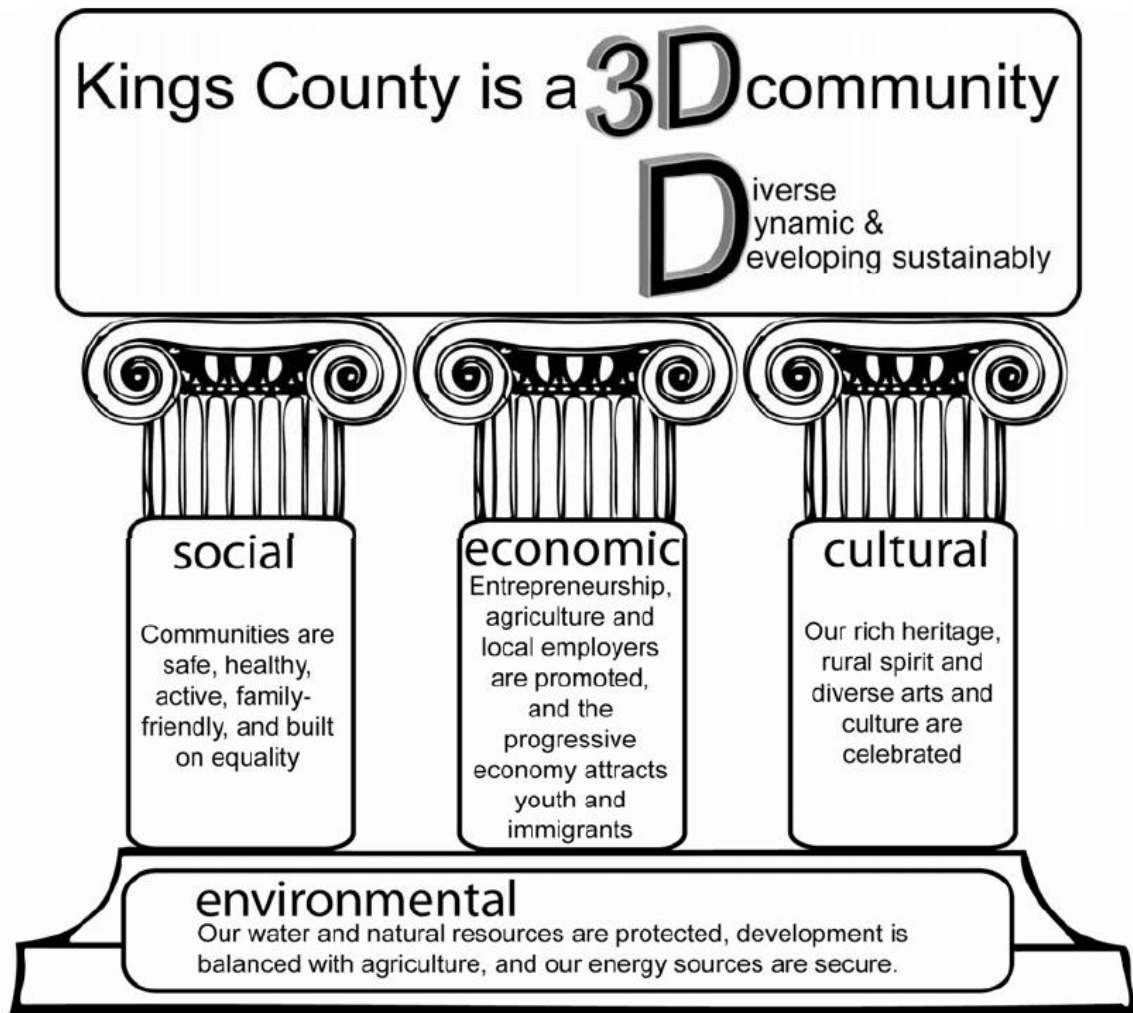 Kings County is a 3D community
Diverse
Dynamic &
Developing sustainably
social
Communities are
safe, healthy,
active, family-
friendly, and built
on equality
economic
Entrepreneurship,
agriculture and
local employers
are promoted,
and the
progressive
economy attracts
youth and
immigrants
cultural
Our rich heritage,
rural spirit and
diverse arts and
culture are
celebrated
environmental
Our water and natural resources are protected, development is
balanced with agriculture, and our energy sources are secure.